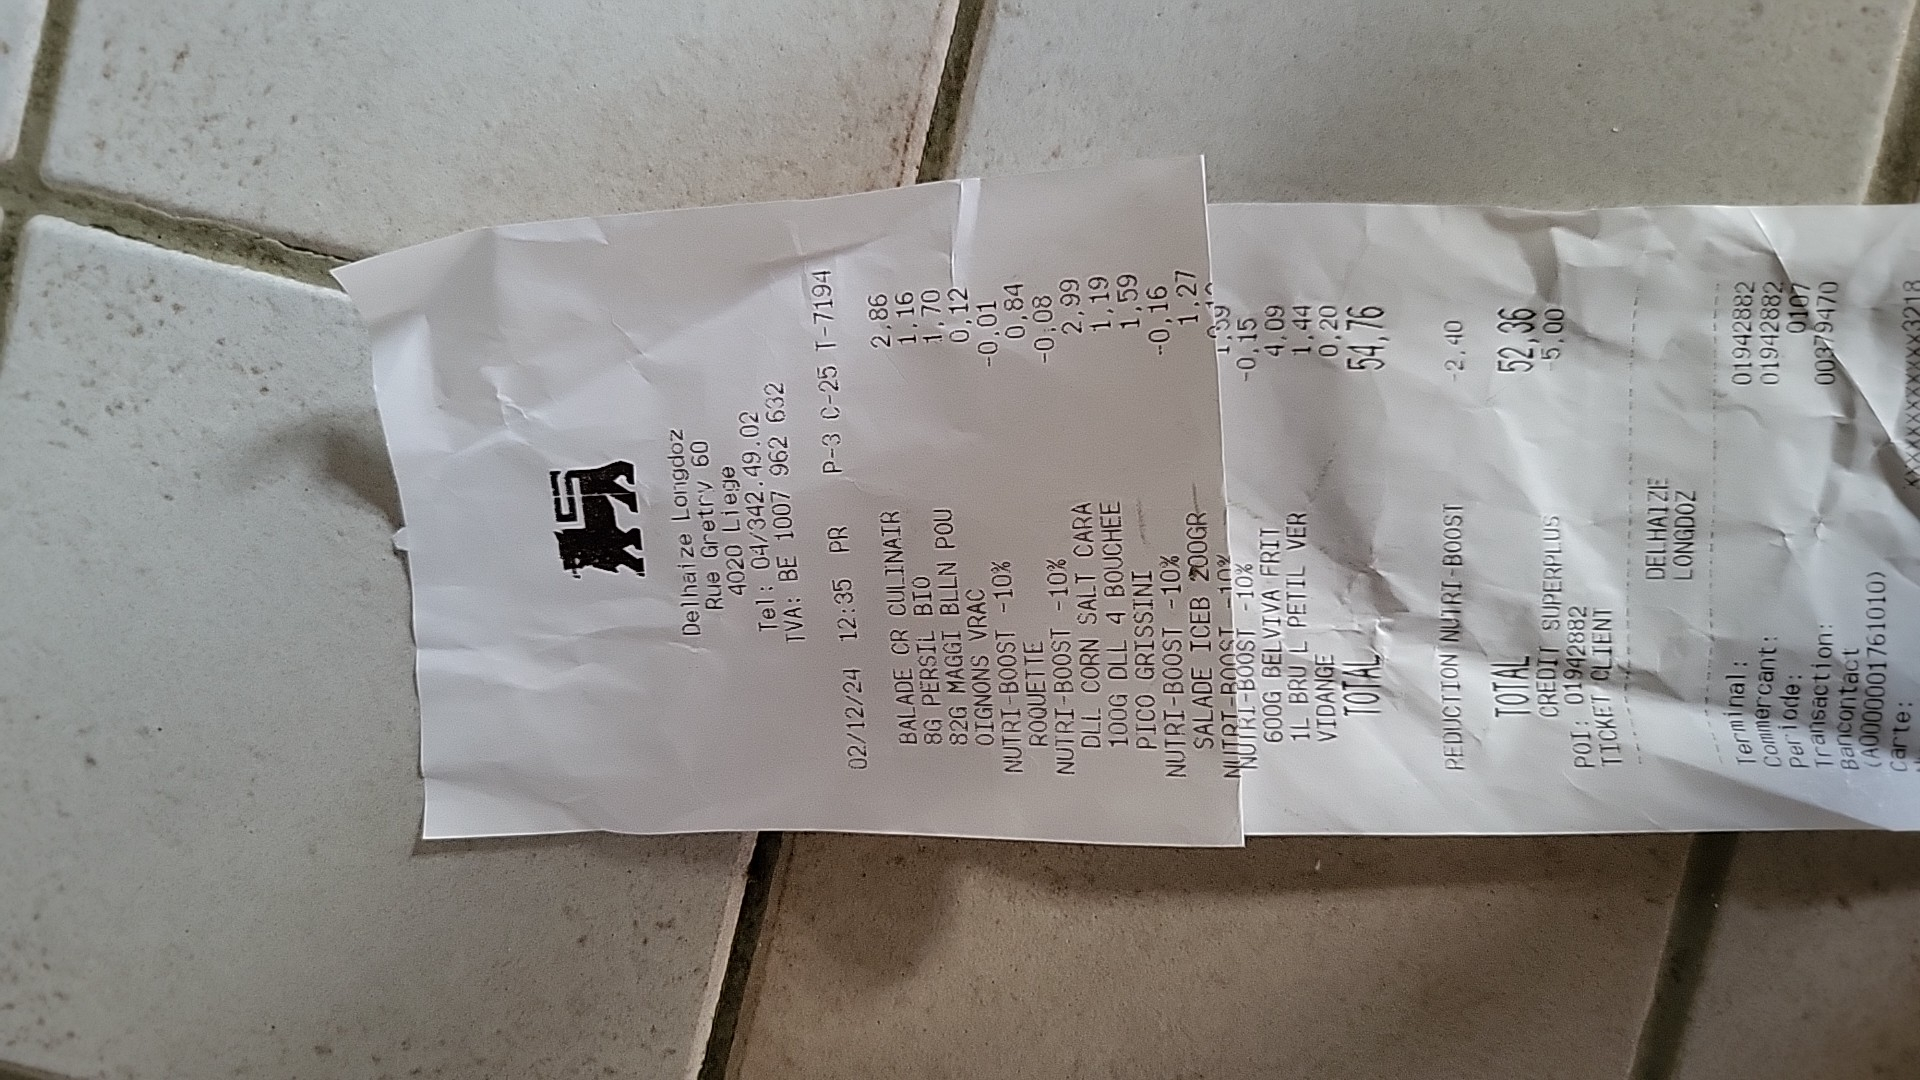 Delhaize Longdoz
Rue Gretry 60
4020 Liege
Tel: 04/342.49.02
TVA: BE 1007 962 632
02/12/24 12:35 PR P-3 C-25 T-7194
BALADE CR CULINAIR 2,86
8G PERSIL BIO 1,16
82G MAGGI BLLN POU 1,70
OIGNONS VRAC 0,12
NUTRI-BOOST -10% -0,01
ROQUETTE 0,84
NUTRI-BOOST -10% -0,08
DLL CORN SALT CARA 2,99
100G DLL 4 BOUCHEE 1,19
PICO GRISSINI 1,59
NUTRI-BOOST -10% -0,16
SALADE ICEB 200GR 1,27
NUTRI-BOOST -10%
NUTRI-BOOST -10% -0,15
600G BELVIVA FRIT 4,09
1L BRU L PETIL VER 1,44
VIDANGE 0,20
TOTAL 54,76
REDUCTION NUTRI-BOOST -2,40
TOTAL 52,36
CREDIT SUPERPLUS -5,00
POI: 01942882
TICKET CLIENT
DELHAIZE
LONGDOZ
Terminal: 01942882
Commercant: 01942882
Periode: 0107
Transaction: 00379470
Bancontact
(A0000001761010)
Carte: XXXXXXXXXXXXX3218